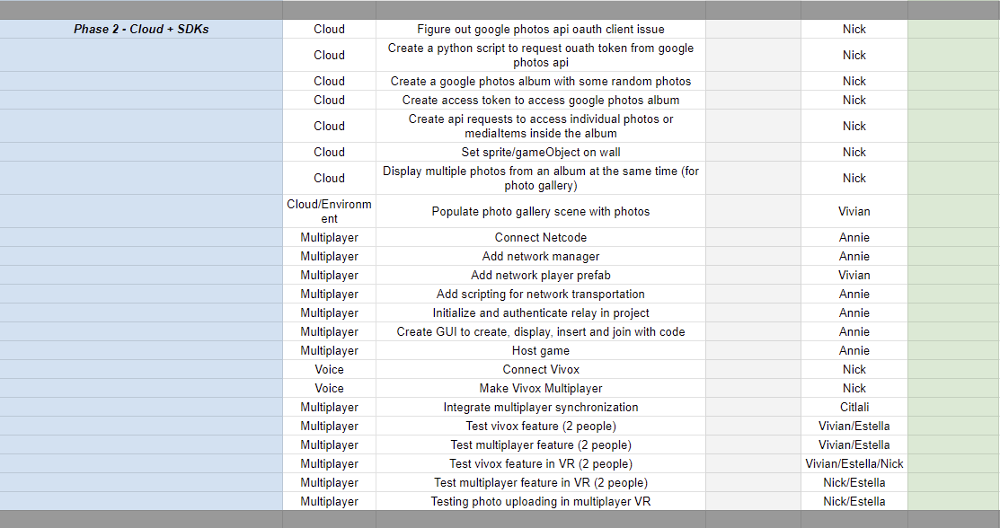 Phase 2 - Cloud + SDKs Cloud Figure out google photos api oauth client issue Nick
Cloud Create a python script to request ouath token from google
photos api Nick
Cloud Create a google photos album with some random photos Nick
Cloud Create access token to access google photos album Nick
Cloud Create api requests to access individual photos or
mediaItems inside the album Nick
Cloud Set sprite/gameObject on wall Nick
Cloud Display multiple photos from an album at the same time (for
photo gallery) Nick
Cloud/Environm
ent Populate photo gallery scene with photos Vivian
Multiplayer Connect Netcode Annie
Multiplayer Add network manager Annie
Multiplayer Add network player prefab Vivian
Multiplayer Add scripting for network transportation Annie
Multiplayer Initialize and authenticate relay in project Annie
Multiplayer Create GUI to create, display, insert and join with code Annie
Multiplayer Host game Annie
Voice Connect Vivox Nick
Voice Make Vivox Multiplayer Nick
Multiplayer Integrate multiplayer synchronization Citlali
Multiplayer Test vivox feature (2 people) Vivian/Estella
Multiplayer Test multiplayer feature (2 people) Vivian/Estella
Multiplayer Test vivox feature in VR (2 people) Vivian/Estella/Nick
Multiplayer Test multiplayer feature in VR (2 people) Nick/Estella
Multiplayer Testing photo uploading in multiplayer VR Nick/Estella